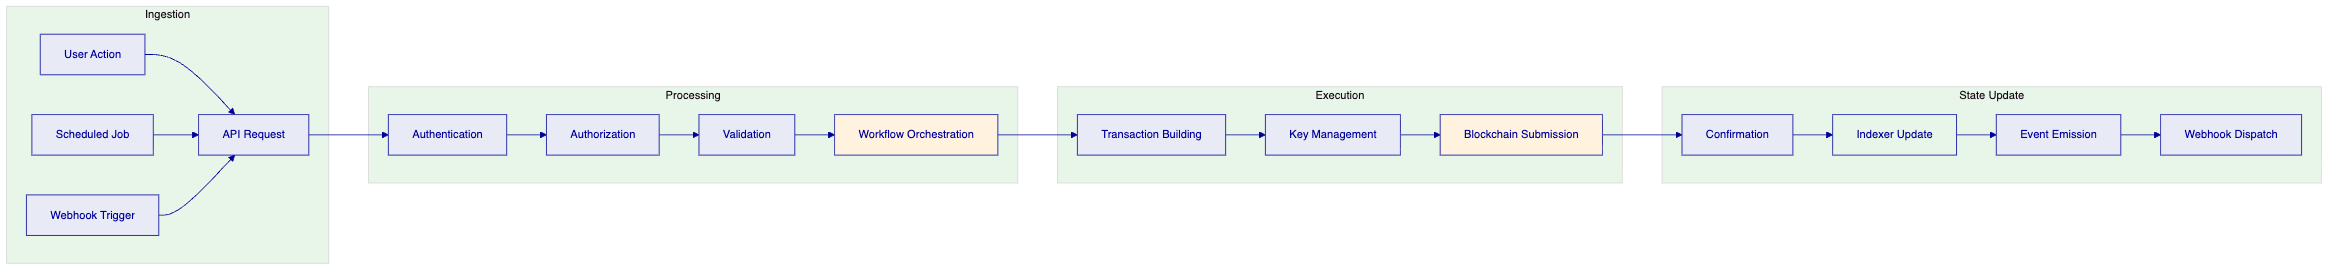 Ingestion
User Action
Scheduled Job
API Request
Webhook Trigger
Processing
Authentication
Authorization
Validation
Workflow Orchestration
Execution
Transaction Building
Key Management
Blockchain Submission
State Update
Confirmation
Indexer Update
Event Emission
Webhook Dispatch